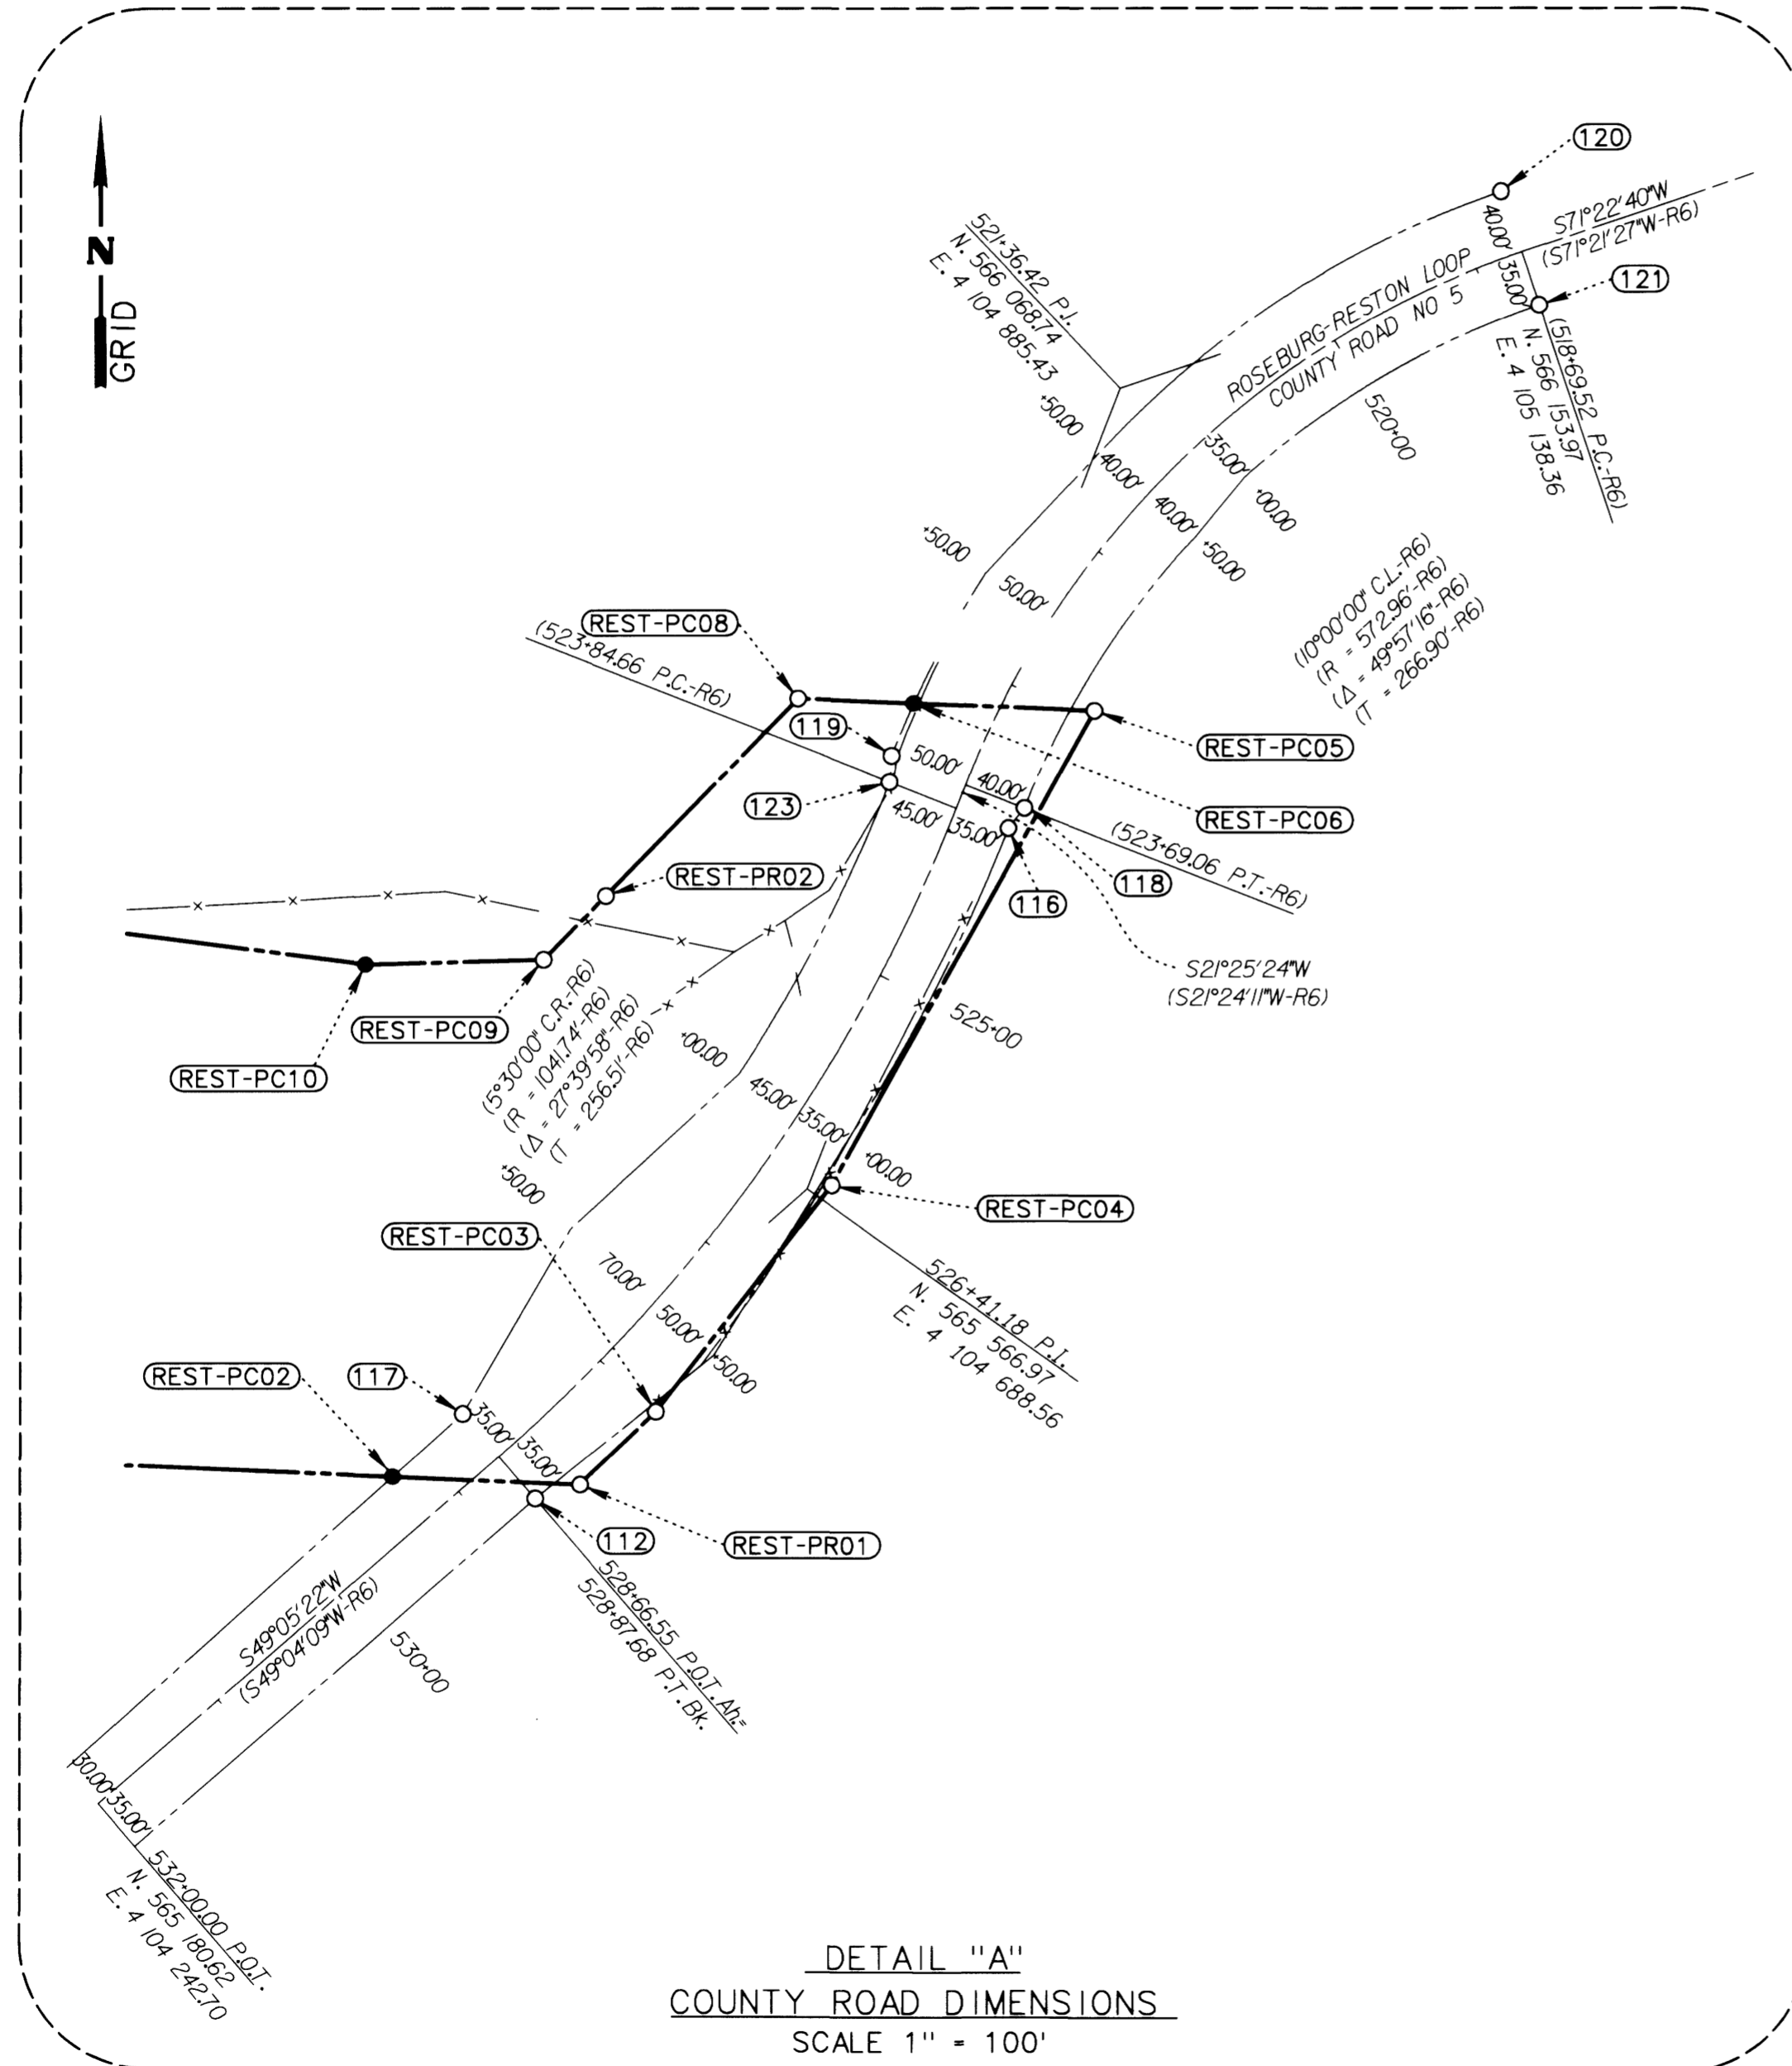 120
S71°22'40"W
(S71°21'27"W-R6)
40.00'
35.00'
121
(518+69.52 P.C.-R6)
N. 566 153.97
E. 4 105 138.36
N
GRID
521+36.42 P.I.
N. 566 068.74
E. 4 104 885.43
ROSEBURG-RESTON LOOP
COUNTY ROAD NO 5
+50.00
40.00'
35.00'
520+00
+00.00
40.00'
+50.00
+50.00
50.00'
(10°00'00" C.L.-R6)
(R = 572.96'-R6)
(Δ = 49°57'16"-R6)
(T = 266.90'-R6)
REST-PC08
(523+84.66 P.C.-R6)
119
50.00'
40.00'
REST-PC05
123
45.00'
35.00'
REST-PC06
(523+69.06 P.T.-R6)
118
116
REST-PR02
S21°25'24"W
(S21°24'11"W-R6)
525+00
REST-PC09
REST-PC10
(5°30'00" C.R.-R6)
(R = 1041.74'-R6)
(Δ = 27°39'58"-R6)
(T = 256.51'-R6)
+00.00
45.00'
35.00'
+00.00
+50.00
REST-PC04
REST-PC03
70.00'
50.00'
+50.00
526+41.18 P.I.
N. 565 566.97
E. 4 104 688.56
REST-PC02
117
35.00'
35.00'
112
REST-PR01
528+66.55 P.O.T. Ah.=
528+87.68 P.T. Bk.
S49°05'22"W
(S49°04'09"W-R6)
530+00
30.00'
35.00'
532+00.00 P.O.T.
N. 565 180.62
E. 4 104 242.70
DETAIL "A"
COUNTY ROAD DIMENSIONS
SCALE 1" = 100'